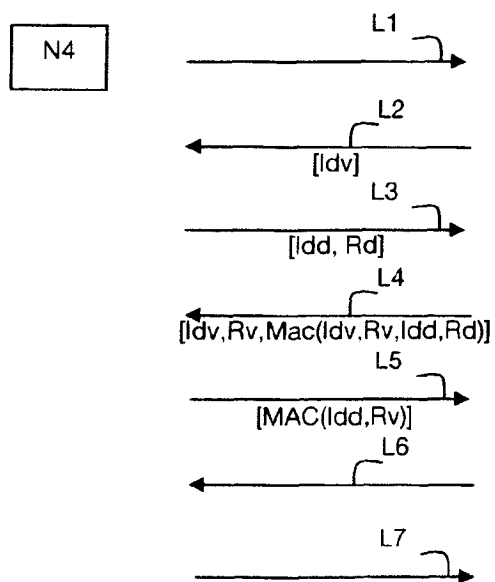 N4
L1
L2
[Idv]
L3
[Idd, Rd]
L4
[Idv,Rv,Mac(Idv,Rv,Idd,Rd)]
L5
[MAC(Idd,Rv)]
L6
L7